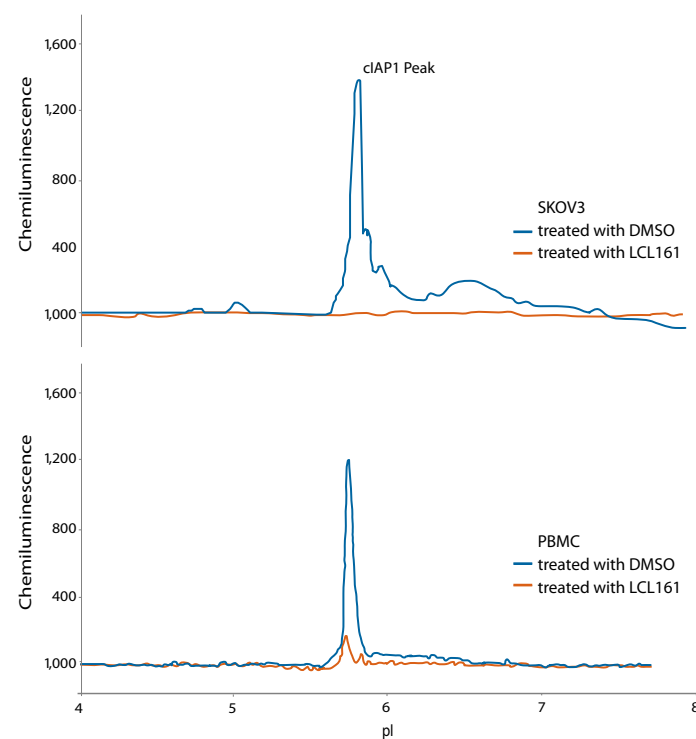 1,600
cIAP1 Peak
1,200
Chemiluminescence
800
SKOV3
treated with DMSO
400
treated with LCL161
1,000
1,600
1,200
Chemiluminescence
800
PBMC
treated with DMSO
400
treated with LCL161
1,000
4
5
6
7
8
pI